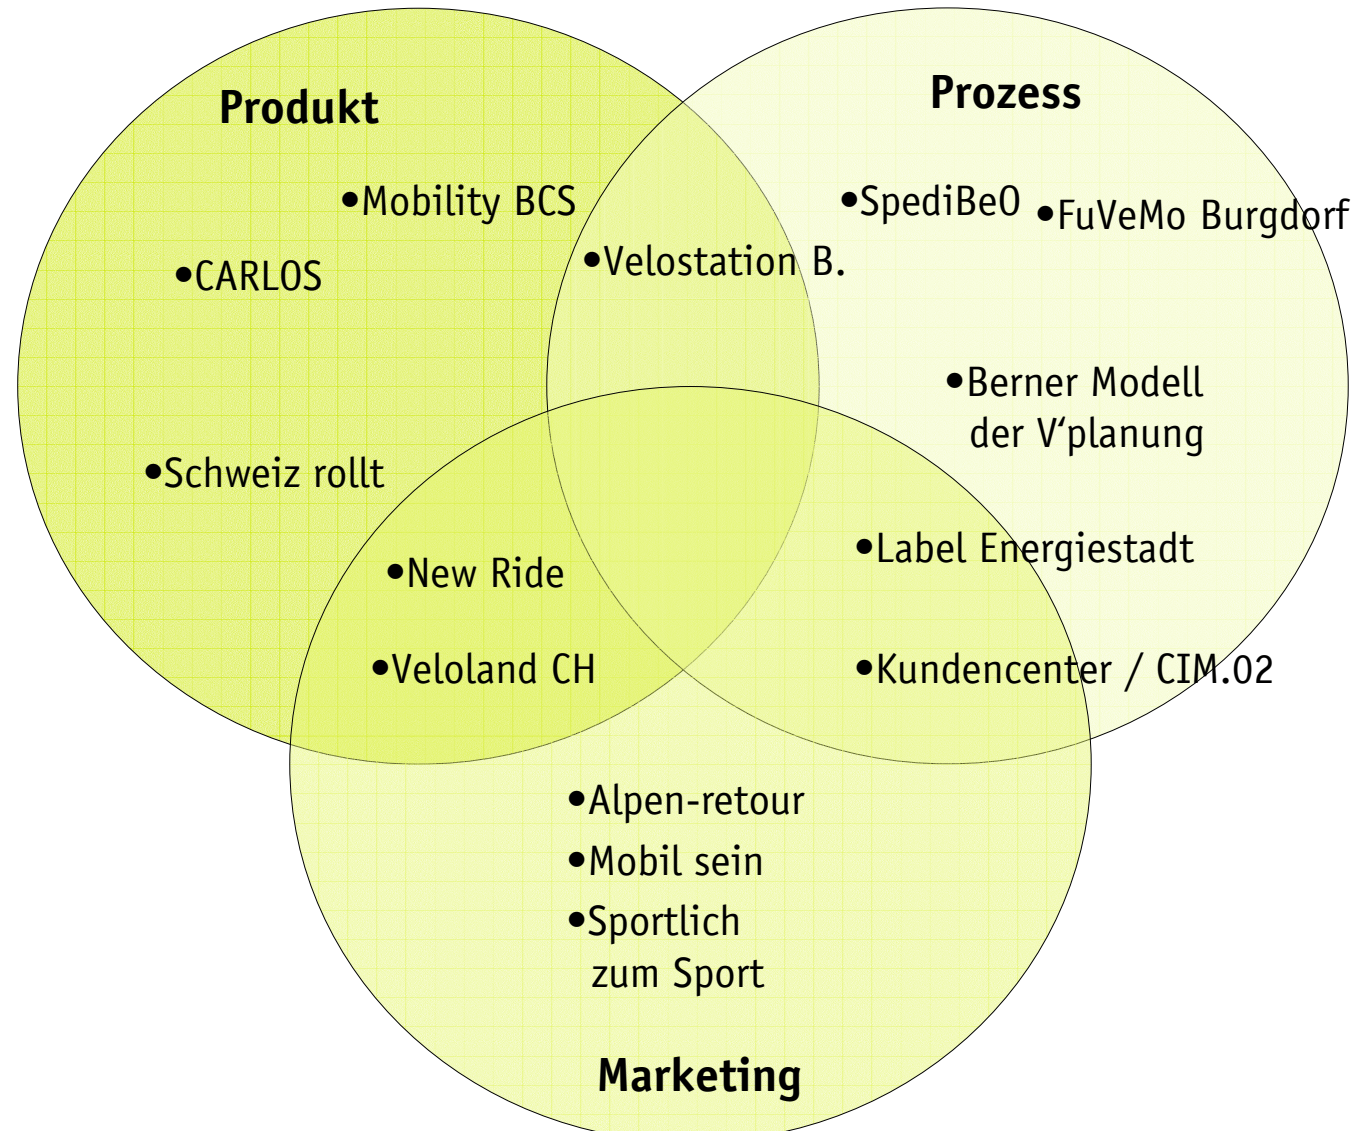 Produkt
Prozess
•Mobility BCS
•SpediBeO
•FuVeMo Burgdorf
•CARLOS
•Velostation B.
•Berner Modell
der V‘planung
•Schweiz rollt
•New Ride
•Label Energiestadt
•Veloland CH
•Kundencenter / CIM.02
•Alpen-retour
•Mobil sein
•Sportlich
zum Sport
Marketing